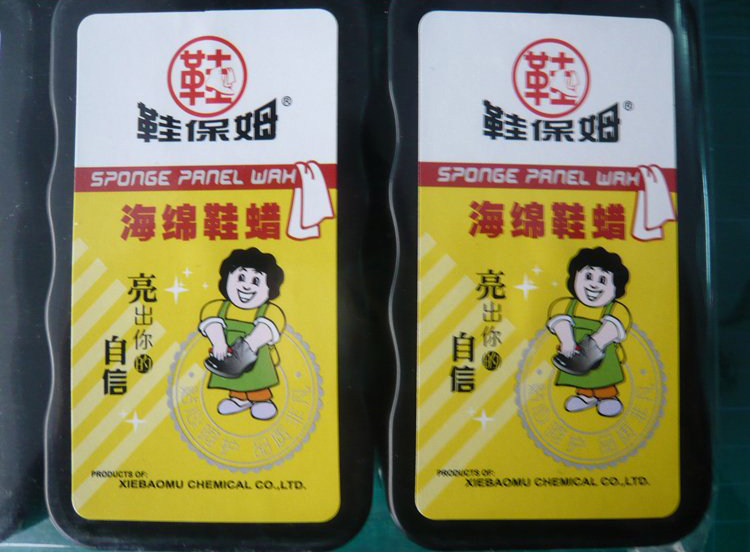 鞋
鞋保姆®
SPONGE PANEL WAX
海绵鞋蜡
亮出你的
自信
PRODUCTS OF:
XIEBAOMU CHEMICAL CO.,LTD.
鞋
鞋保姆®
SPONGE PANEL WAX
海绵鞋蜡
亮出你的
自信
PRODUCTS OF:
XIEBAOMU CHEMICAL CO.,LTD.